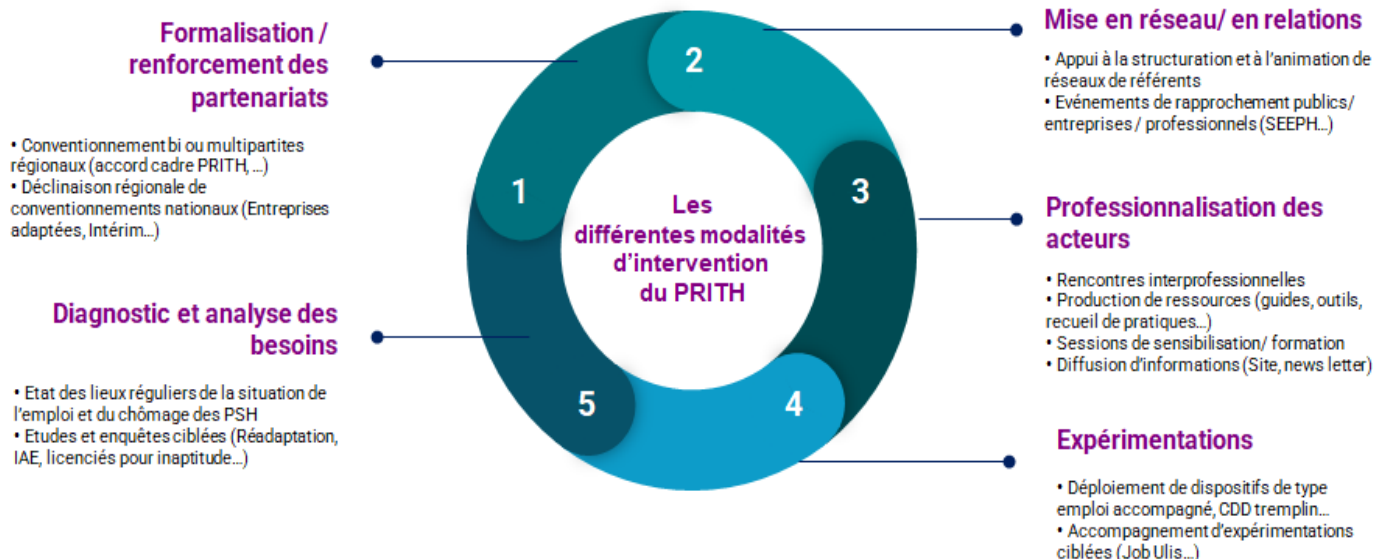 Formalisation /
renforcement des
partenariats
• Conventionnement bi ou multipartites
régionaux (accord cadre PRITH, ...)
• Déclinaison régionale de
conventionnements nationaux (Entreprises
adaptées, Intérim...)
Diagnostic et analyse des
besoins
• Etat des lieux réguliers de la situation de
l'emploi et du chômage des PSH
• Etudes et enquêtes ciblées (Réadaptation,
IAE, licenciés pour inaptitude...)
1
2
3
4
5
Les
différentes modalités
d'intervention
du PRITH
Mise en réseau/ en relations
• Appui à la structuration et à l'animation de
réseaux de référents
• Evénements de rapprochement publics/
entreprises / professionnels (SEEPH...)
Professionnalisation des
acteurs
• Rencontres interprofessionnelles
• Production de ressources (guides, outils,
recueil de pratiques...)
• Sessions de sensibilisation/ formation
• Diffusion d'informations (Site, news letter)
Expérimentations
• Déploiement de dispositifs de type
emploi accompagné, CDD tremplin...
• Accompagnement d'expérimentations
ciblées (Job Ulis...)